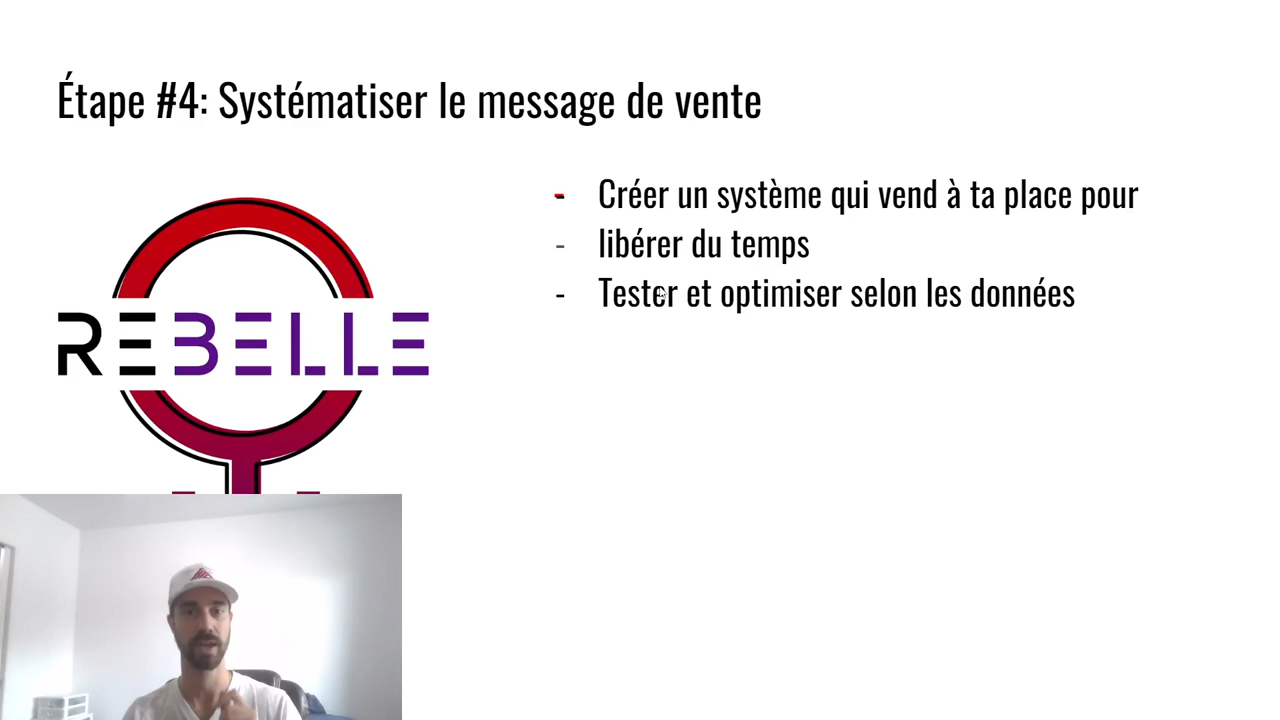 Étape #4: Systématiser le message de vente
- Créer un système qui vend à ta place pour
- libérer du temps
- Tester et optimiser selon les données
REBELLE